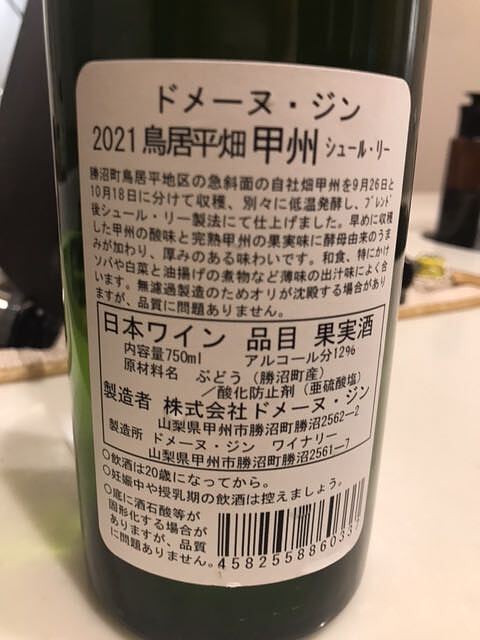 ドメーヌ・ジン
2021 鳥居平畑 甲州 シュール・リー
勝沼町鳥居平地区の急斜面の自社畑甲州を9月26日と
10月18日に分けて収穫、別々に低温発酵し、ブレンド
後シュール・リー製法にて仕上げました。早めに収穫
した甲州の酸味と完熟甲州の果実味に酵母由来のうま
みが加わり、厚みのある味わいです。和食、特にかけ
ソバや白菜と油揚げの煮物など薄味の出汁味によく合
います。無濾過製造のためオリが沈殿する場合があり
ますが、品質に問題ありません。
日本ワイン 品目 果実酒
内容量750ml アルコール分12%
原材料名 ぶどう(勝沼町産)
/酸化防止剤(亜硫酸塩)
製造者 株式会社ドメーヌ・ジン
山梨県甲州市勝沼町勝沼2562-2
製造所 ドメーヌ・ジン ワイナリー
山梨県甲州市勝沼町勝沼2561-7
○飲酒は20歳になってから。
○妊娠中や授乳期の飲酒は控えましょう。
○底に酒石酸等が
固形化する場合が
ありますが、品質
に問題ありません。
4582558860337